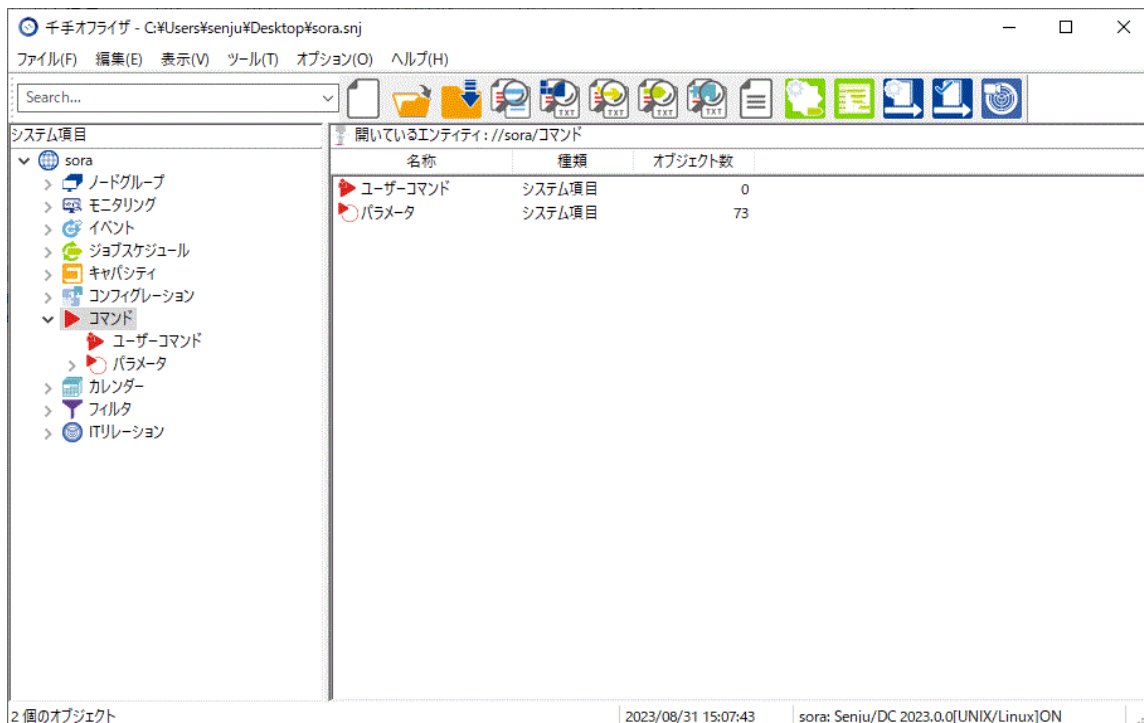 千手オフライザ - C:¥Users¥senju¥Desktop¥sora.snj
ファイル(F) 編集(E) 表示(V) ツール(T) オプション(O) ヘルプ(H)
Search...
TXT TXT TXT TXT
システム項目
sora
ノードグループ
モニタリング
イベント
ジョブスケジュール
キャパシティ
コンフィグレーション
コマンド
ユーザーコマンド
パラメータ
カレンダー
フィルタ
ITリレーション
開いているエンティティ : //sora/コマンド
名称 種類 オブジェクト数
ユーザーコマンド システム項目 0
パラメータ システム項目 73
2 個のオブジェクト 2023/08/31 15:07:43 sora: Senju/DC 2023.0.0[UNIX/Linux]ON